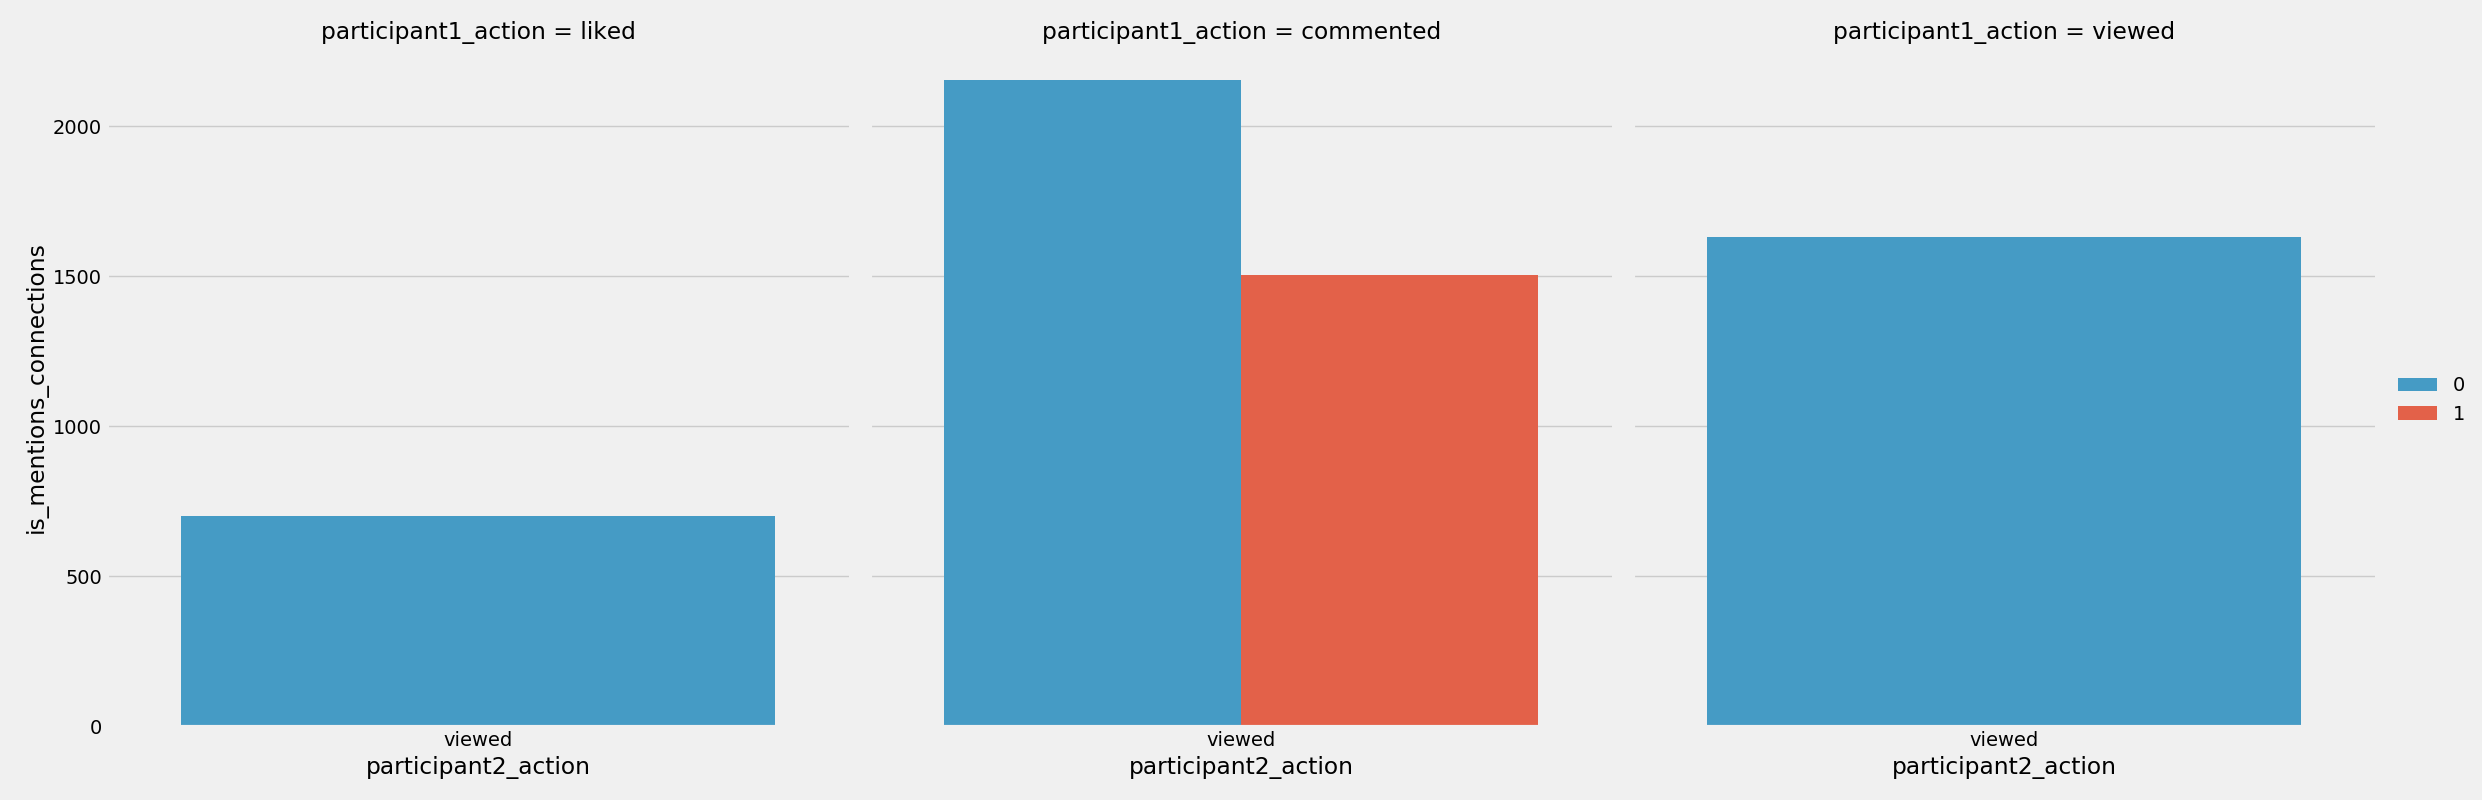 participant1_action = liked
participant1_action = commented
participant1_action = viewed
is_mentions_connections
2000
1500
1000
500
0
viewed
viewed
viewed
participant2_action
participant2_action
participant2_action
0
1